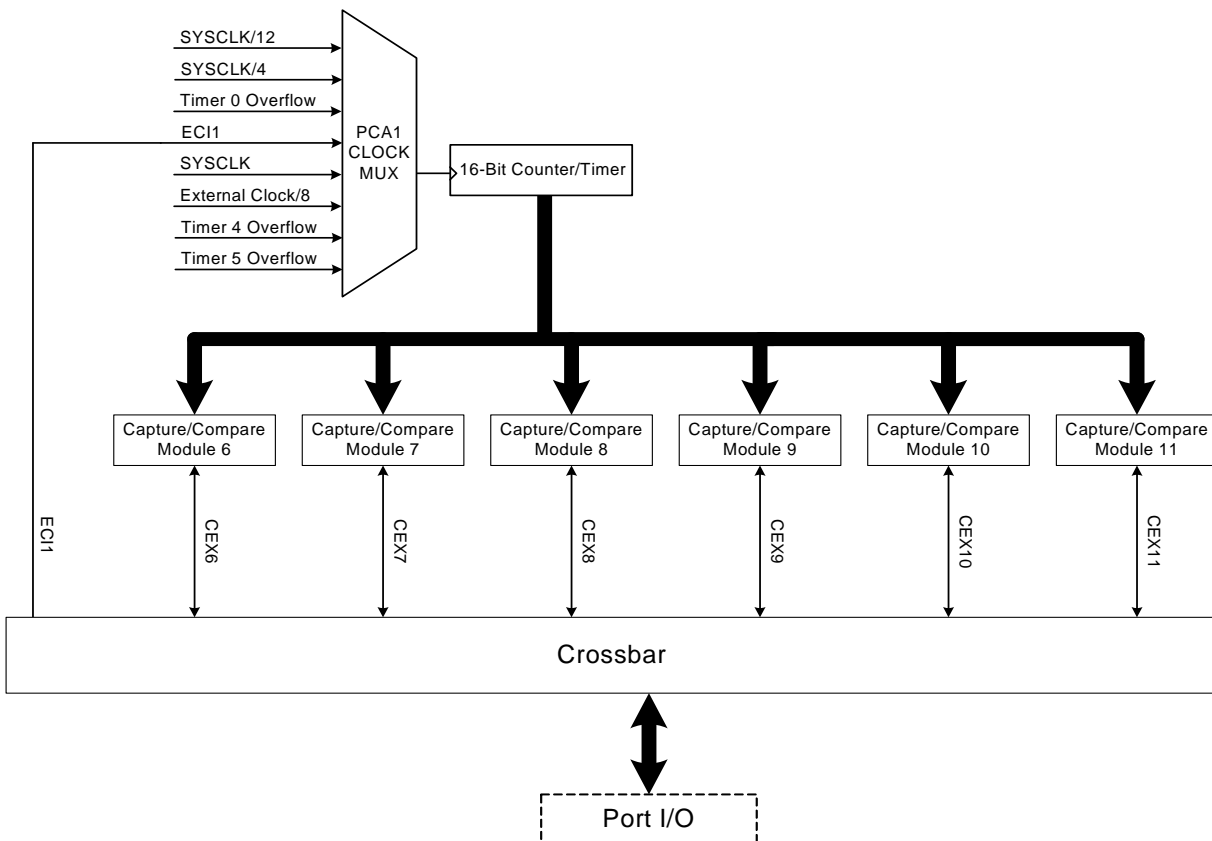 SYSCLK/12
SYSCLK/4
Timer 0 Overflow
ECI1
SYSCLK
External Clock/8
Timer 4 Overflow
Timer 5 Overflow
PCA1
CLOCK
MUX
16-Bit Counter/Timer
Capture/Compare
Module 6
Capture/Compare
Module 7
Capture/Compare
Module 8
Capture/Compare
Module 9
Capture/Compare
Module 10
Capture/Compare
Module 11
ECI1
CEX6
CEX7
CEX8
CEX9
CEX10
CEX11
Crossbar
Port I/O